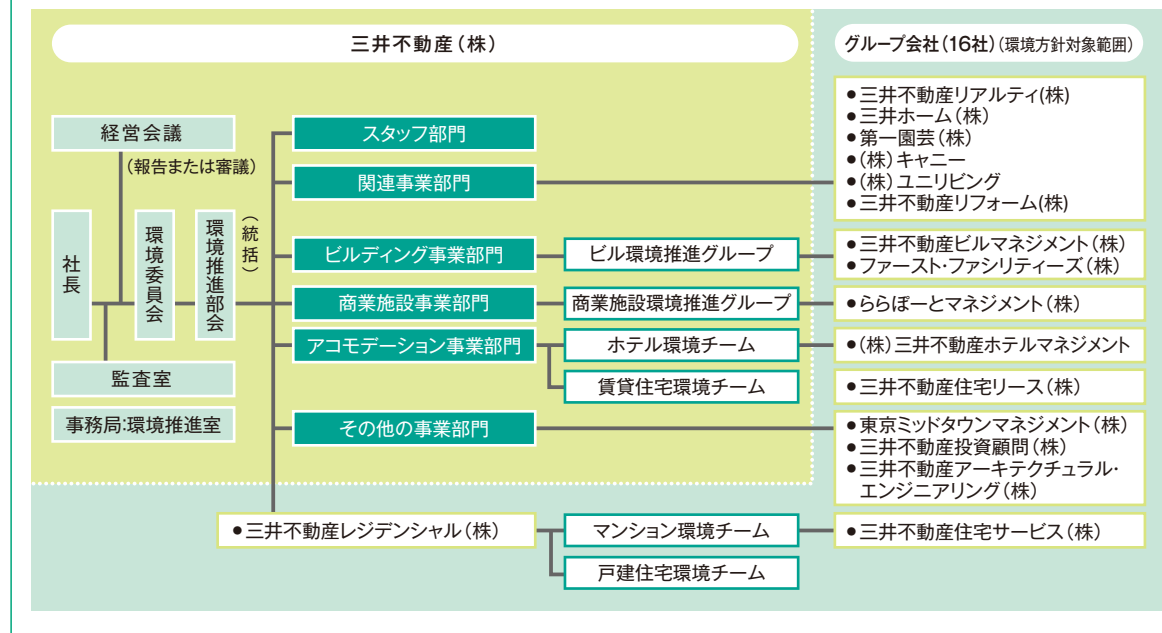 三井不動産(株)
グループ会社(16社)(環境方針対象範囲)
経営会議
(報告または審議)
社長
環境委員会
環境推進部会
(統括)
監査室
事務局:環境推進室
スタッフ部門
関連事業部門
●三井不動産リアルティ(株)
●三井ホーム(株)
●第一園芸(株)
●(株)キャニー
●(株)ユニリビング
●三井不動産リフォーム(株)
ビルディング事業部門
ビル環境推進グループ
●三井不動産ビルマネジメント(株)
●ファースト・ファシリティーズ(株)
商業施設事業部門
商業施設環境推進グループ
●ららぽーとマネジメント(株)
アコモデーション事業部門
ホテル環境チーム
●(株)三井不動産ホテルマネジメント
賃貸住宅環境チーム
●三井不動産住宅リース(株)
その他の事業部門
●東京ミッドタウンマネジメント(株)
●三井不動産投資顧問(株)
●三井不動産アーキテクチュラル・
エンジニアリング(株)
●三井不動産レジデンシャル(株)
マンション環境チーム
●三井不動産住宅サービス(株)
戸建住宅環境チーム